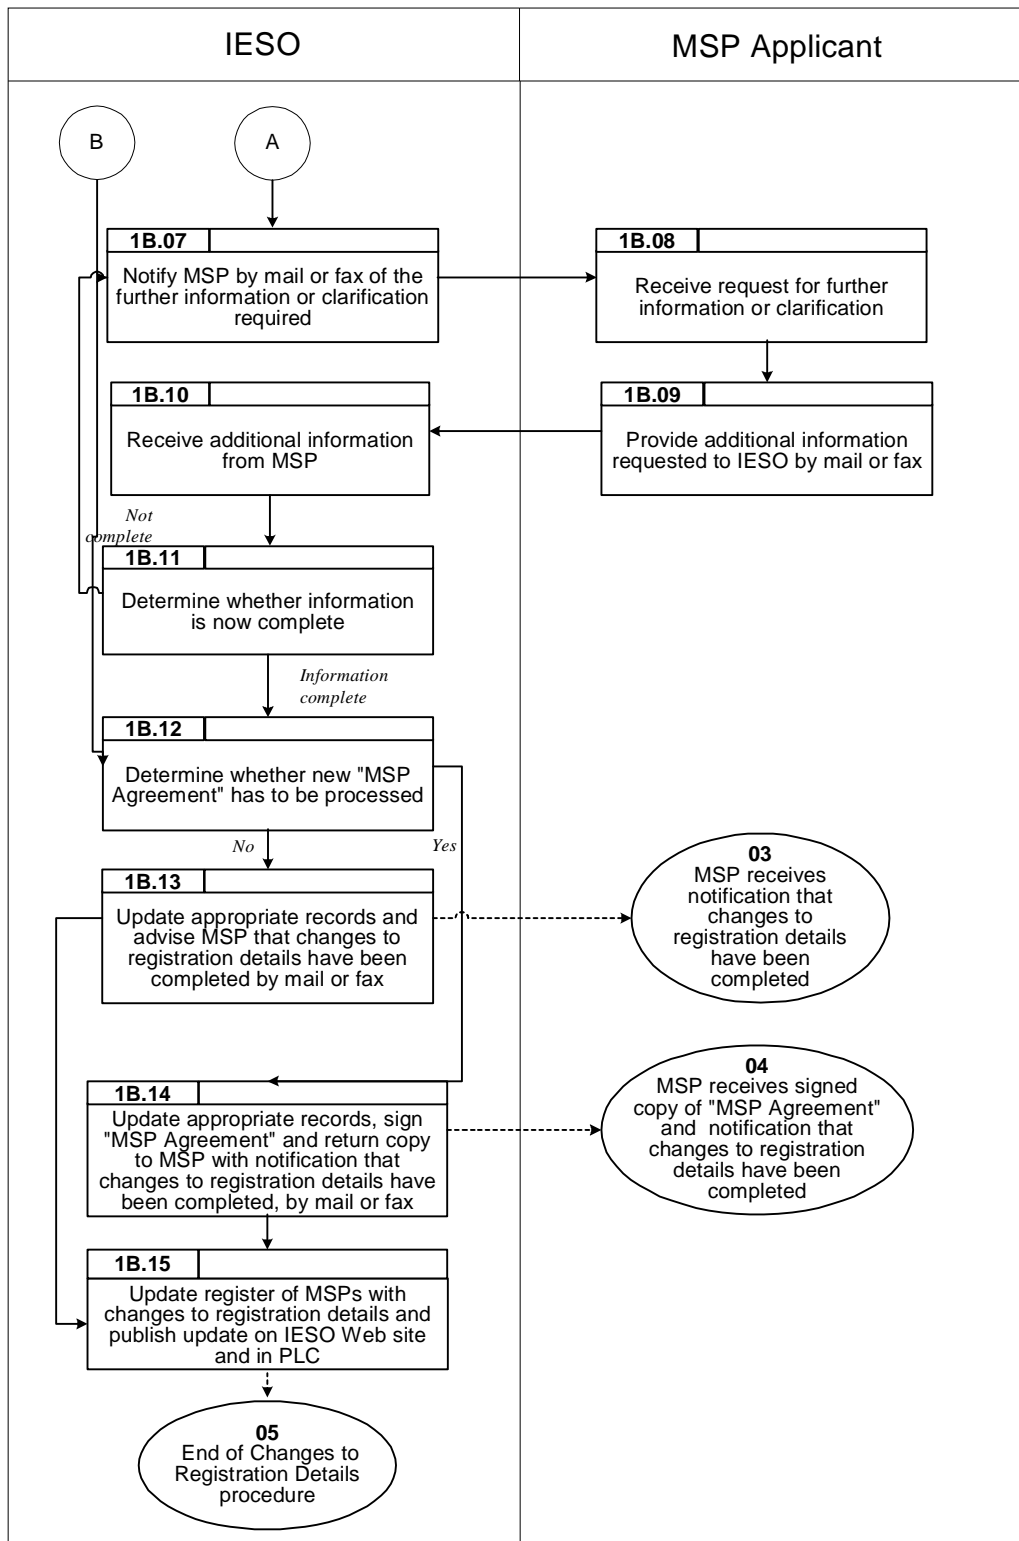 IESO
MSP Applicant
B
A
1B.07
Notify MSP by mail or fax of the
further information or clarification
required
1B.08
Receive request for further
information or clarification
1B.10
Receive additional information
from MSP
1B.09
Provide additional information
requested to IESO by mail or fax
Not
complete
1B.11
Determine whether information
is now complete
Information
complete
1B.12
Determine whether new "MSP
Agreement" has to be processed
No
Yes
1B.13
Update appropriate records and
advise MSP that changes to
registration details have been
completed by mail or fax
03
MSP receives
notification that
changes to
registration details
have been
completed
1B.14
Update appropriate records, sign
"MSP Agreement" and return copy
to MSP with notification that
changes to registration details have
been completed, by mail or fax
04
MSP receives signed
copy of "MSP Agreement"
and notification that
changes to registration
details have been
completed
1B.15
Update register of MSPs with
changes to registration details and
publish update on IESO Web site
and in PLC
05
End of Changes to
Registration Details
procedure